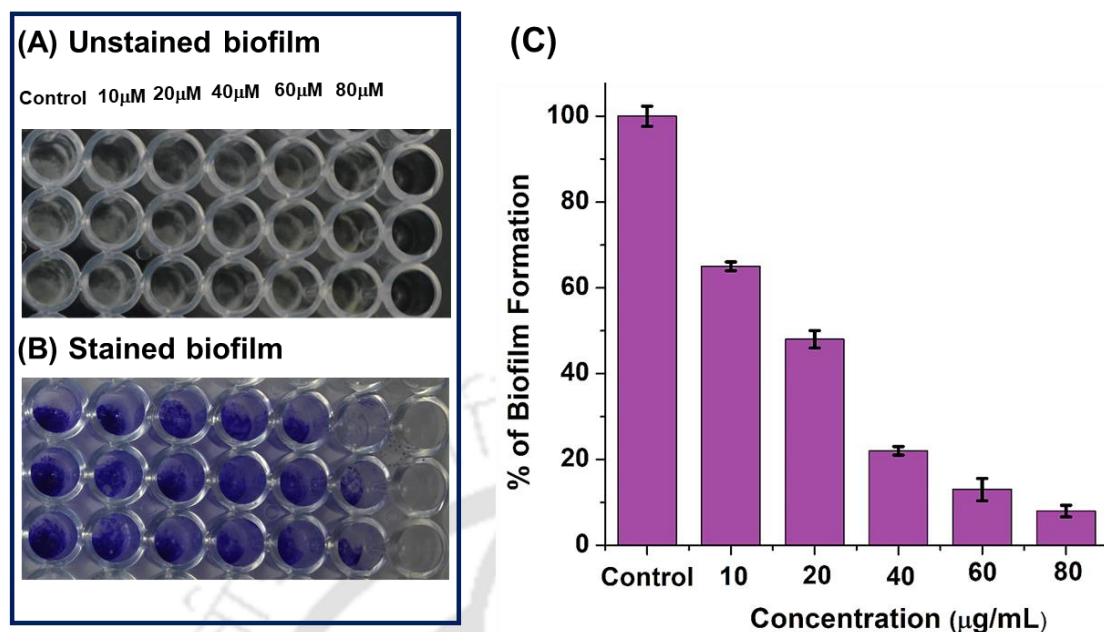 (A) Unstained biofilm
Control 10μM 20μM 40μM 60μM 80μM
(B) Stained biofilm
(C)
% of Biofilm Formation
100
80
60
40
20
0
Control 10 20 40 60 80
Concentration (μg/mL)